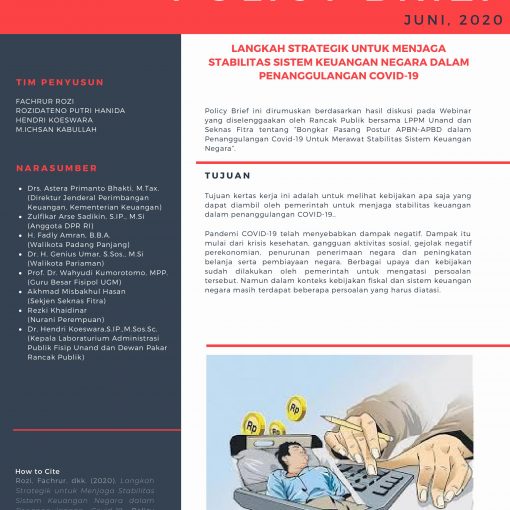 JUNI, 2020
LANGKAH STRATEGIK UNTUK MENJAGA
STABILITAS SISTEM KEUANGAN NEGARA DALAM
PENANGGULANGAN COVID-19
TIM PENYUSUN
FACHRUR ROZI
ROZIDATENO PUTRI HANIDA
HENDRI KOESWARA
M.ICHSAN KABULLAH
NARASUMBER
Drs. Astera Primanto Bhakti, M.Tax.
(Direktur Jenderal Perimbangan
Keuangan, Kementerian Keuangan)
Zulfikar Arse Sadikin, S.IP., M.Si
(Anggota DPR RI)
H. Fadly Amran, B.B.A.
(Walikota Padang Panjang)
Dr. H. Genius Umar, S.Sos., M.Si
(Walikota Pariaman)
Prof. Dr. Wahyudi Kumorotomo, MPP.
(Guru Besar Fisipol UGM)
Akhmad Misbakhul Hasan
(Sekjen Seknas Fitra)
Rezki Khaidinar
(Nurani Perempuan)
Dr. Hendri Koeswara,S.IP.,M.Sos.Sc.
(Kepala Laboraturium Administrasi
Publik Fisip Unand dan Dewan Pakar
Rancak Publik)
How to Cite
Rozi, Fachrur. dkk. (2020). Langkah
Strategik untuk Menjaga Stabilitas
Sistem Keuangan Negara dalam
Policy Brief ini dirumuskan berdasarkan hasil diskusi pada Webinar
yang diselenggaakan oleh Rancak Publik bersama LPPM Unand dan
Seknas Fitra tentang "Bongkar Pasang Postur APBN-APBD dalam
Penanggulangan Covid-19 Untuk Merawat Stabilitas Sistem Keuangan
Negara".
TUJUAN
Tujuan kertas kerja ini adalah untuk melihat kebijakan apa saja yang
dapat diambil oleh pemerintah untuk menjaga stabilitas keuangan
dalam penanggulangan COVID-19..
Pandemi COVID-19 telah menyebabkan dampak negatif. Dampak itu
mulai dari krisis kesehatan, gangguan aktivitas sosial, gejolak negatif
perekonomian, penurunan penerimaan negara dan peningkatan
belanja serta pembiayaan negara. Berbagai upaya dan kebijakan
sudah dilakukan oleh pemerintah untuk mengatasi persoalan
tersebut. Namun dalam konteks kebijakan fiskal dan sistem keuangan
negara masih terdapat beberapa persoalan yang harus diatasi.
Rp
Rp
Rp